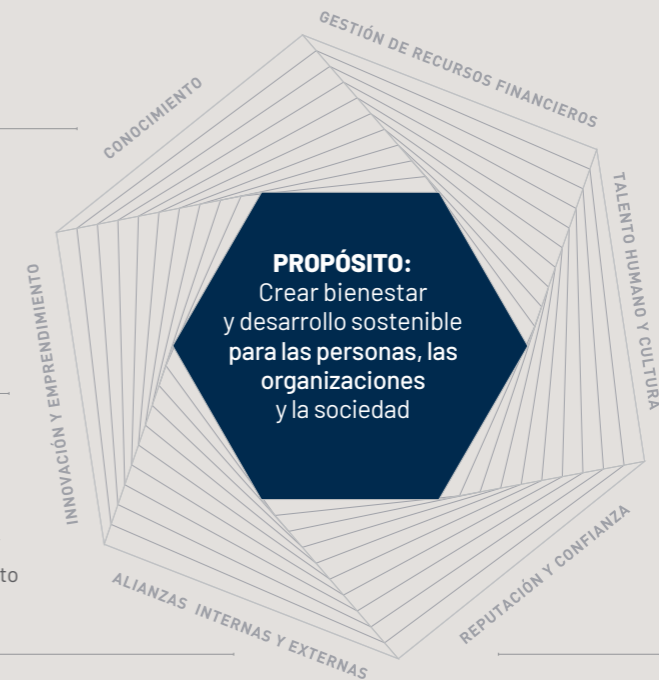 GESTIÓN DE RECURSOS FINANCIEROS
CONOCIMIENTO
TALENTO HUMANO Y CULTURA
PROPÓSITO:
Crear bienestar
y desarrollo sostenible
para las personas, las
organizaciones
y la sociedad
INNOVACIÓN Y EMPRENDIMIENTO
REPUTACIÓN Y CONFIANZA
to
ALIANZAS INTERNAS Y EXTERNAS